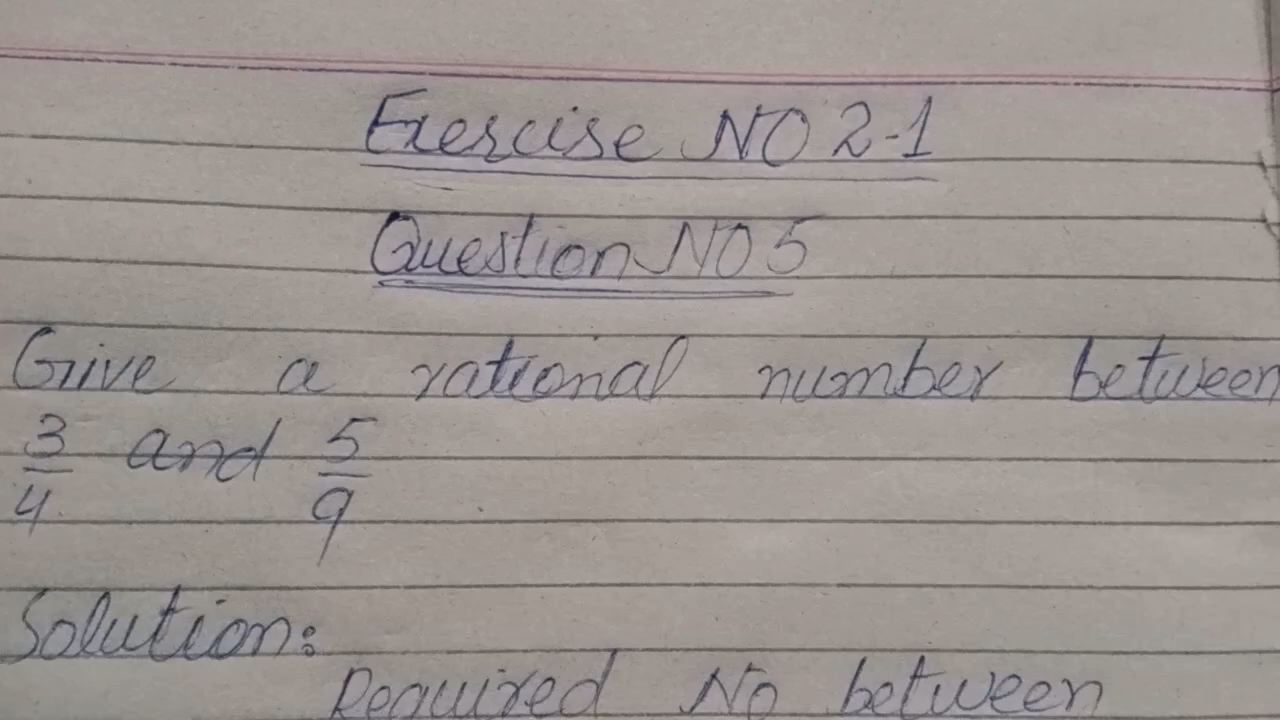 Exercise NO 2-1
Question NO 5
Give a rational number between
3/4 and 5/9
Solution:
Required No between